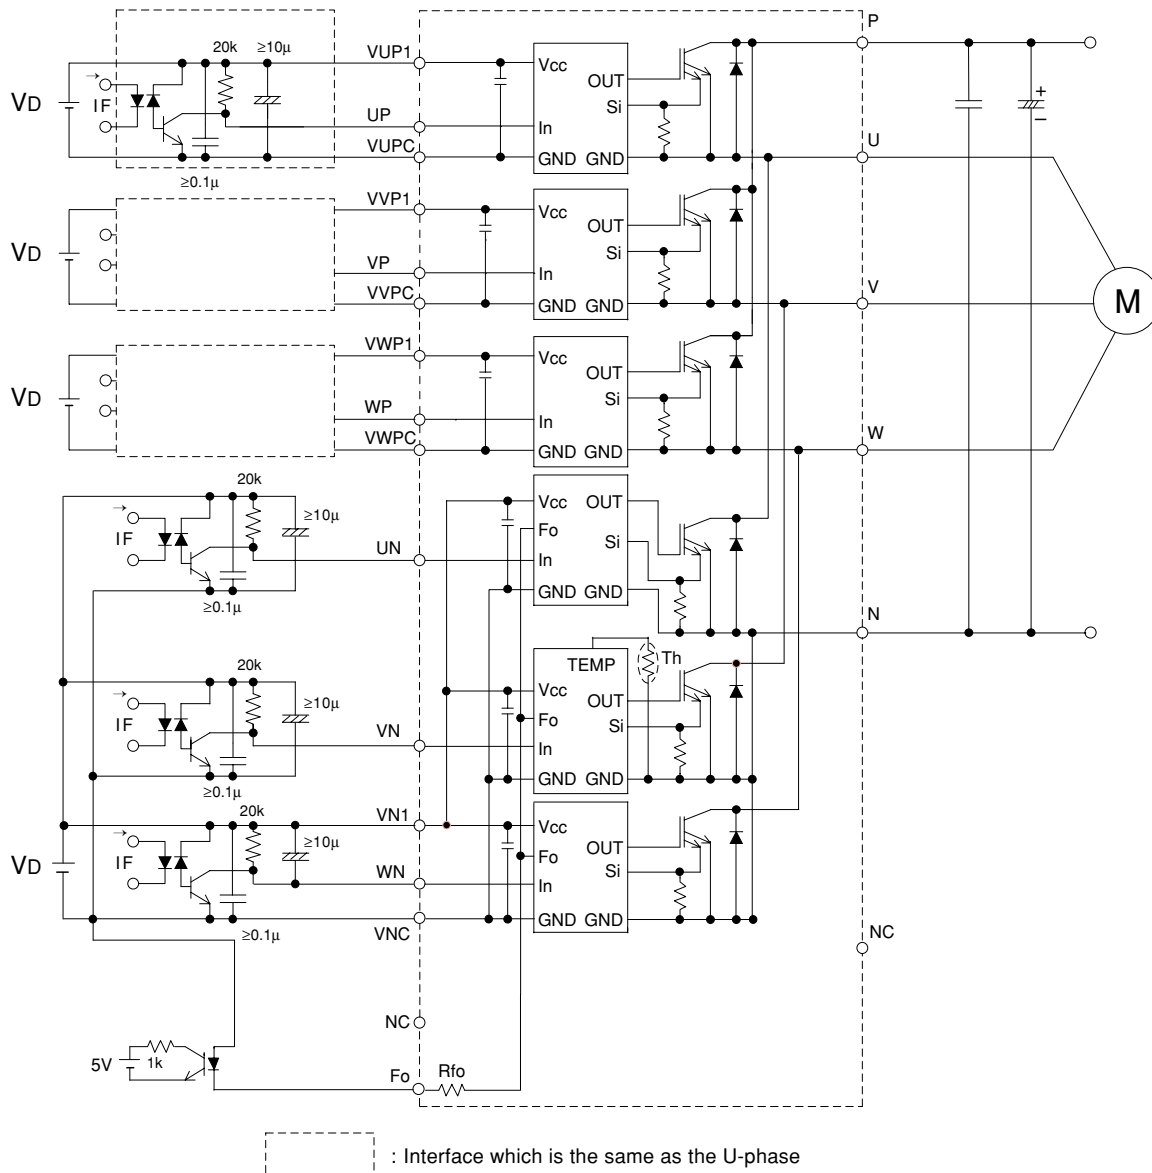 P
20k ≥10μ VUP1
Vcc
OUT
VD IF Si
UP In
VUPC GND GND U
≥0.1μ
VVP1 Vcc
OUT
VD Si
VP In
VVPC GND GND V
M
VWP1 Vcc
OUT
VD Si
WP In
VWPC GND GND W
20k
Vcc OUT
≥10μ Fo
IF Si
UN In
GND GND
≥0.1μ N
20k TEMP Th
Vcc
≥10μ OUT
IF Fo Si
VN In
GND GND
≥0.1μ
20k VN1 Vcc
≥10μ OUT
VD IF Fo Si
WN In
GND GND
≥0.1μ VNC
NC
NC
5V 1k
Fo Rfo
+
–
: Interface which is the same as the U-phase